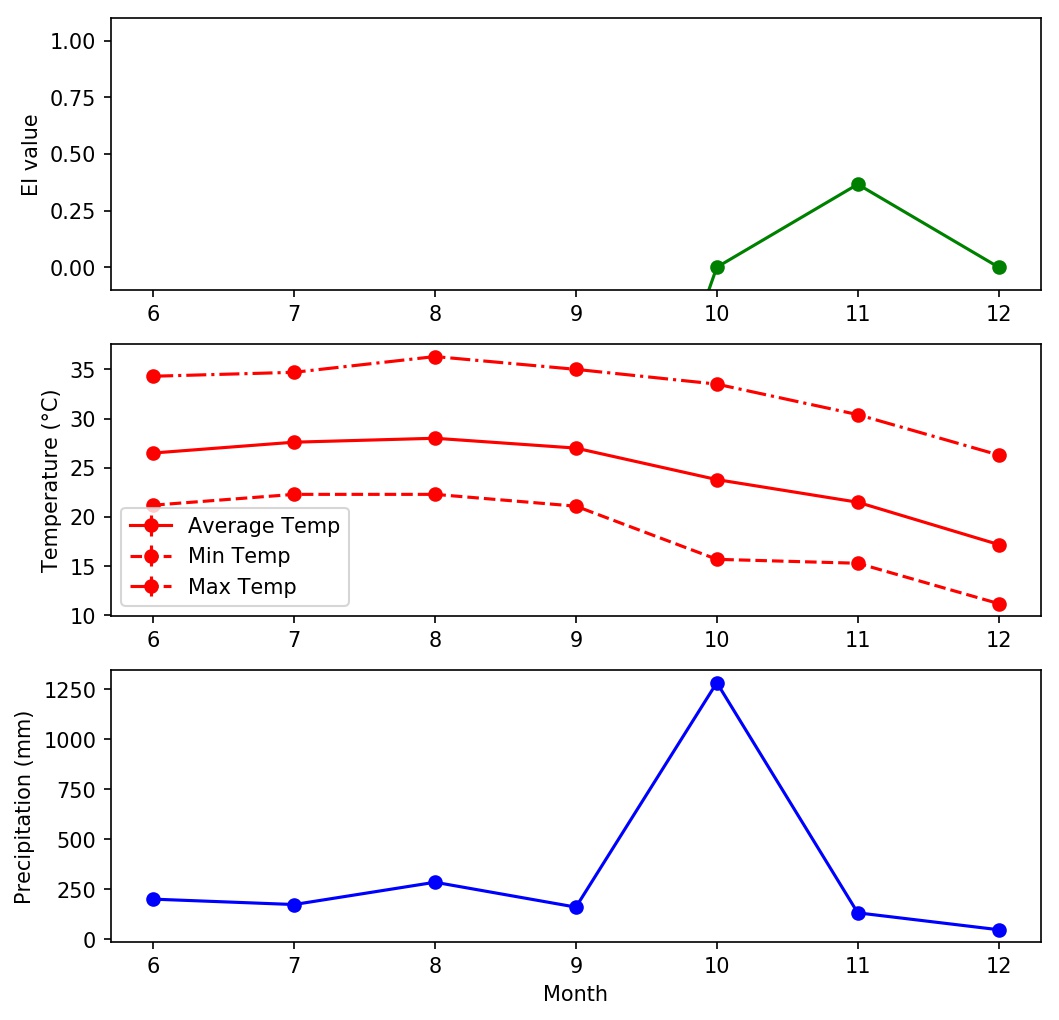 1.00
0.75
0.50
0.25
0.00
EI value
6 7 8 9 10 11 12
35
30
25
20
15
10
Temperature (°C)
Average Temp
Min Temp
Max Temp
6 7 8 9 10 11 12
1250
1000
750
500
250
0
Precipitation (mm)
6 7 8 9 10 11 12
Month